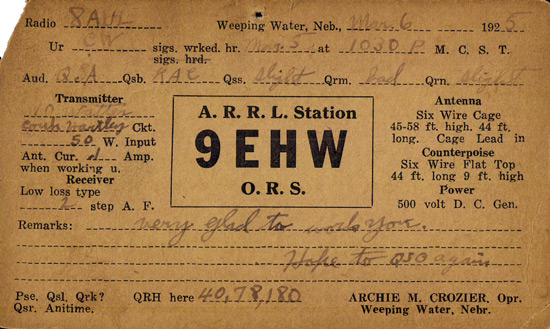 Radio 8AUL Weeping Water, Neb., Mar. 6 1925
Ur CW sigs. wrked. hr. Mar. 5 at 1030 P. M. C. S. T.
sigs. hrd.
Aud. QSA Qsb. RAC Qss. slight Qrm. bad Qrn. slight
Transmitter
Ckt.
50 W. Input
Ant. Cur. Amp.
when working u.
Receiver
Low loss type
2 step A. F.
A. R. R. L. Station
9EHW
O. R. S.
Antenna
Six Wire Cage
45-58 ft. high. 44 ft.
long. Cage Lead in
Counterpoise
Six Wire Flat Top
44 ft. long 9 ft. high
Power
500 volt D. C. Gen.
Remarks: very glad to work you.
Hope to QSO again
Pse. Qsl. Qrk?
Qsr. Anitime.
QRH here 40,78,180
ARCHIE M. CROZIER, Opr.
Weeping Water, Nebr.